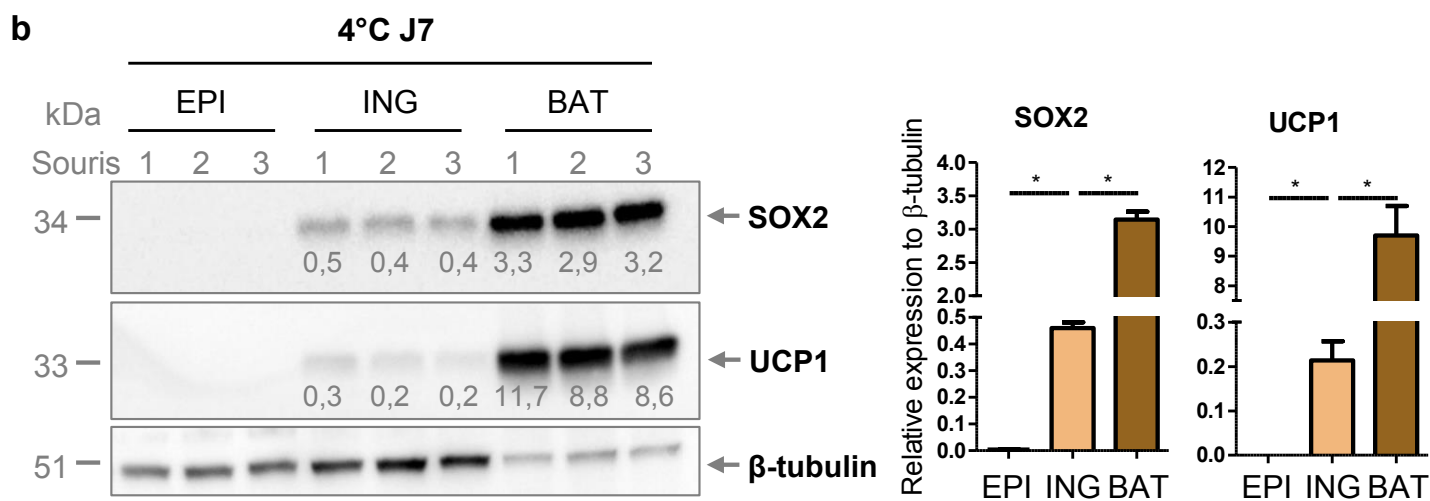 b
4°C J7
EPI ING BAT
kDa
Souris 1 2 3 1 2 3 1 2 3
34
SOX2
0,5 0,4 0,4 3,3 2,9 3,2
33
UCP1
0,3 0,2 0,2 11,7 8,8 8,6
51
β-tubulin
Relative expression to β-tubulin
SOX2
* *
4.0
3.5
3.0
2.5
2.0
0.5
0.4
0.3
0.2
0.1
0.0
EPI ING BAT
UCP1
* *
12
11
10
9
8
0.3
0.2
0.1
0.0
EPI ING BAT